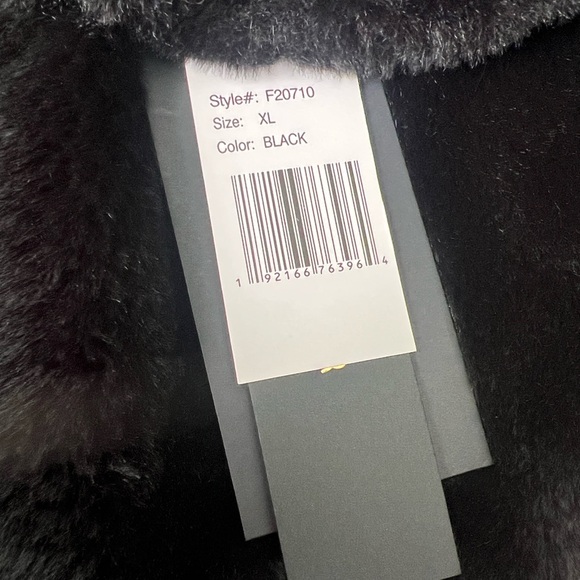 Style#: F20710
Size: XL
Color: BLACK
1 92166 76396 4